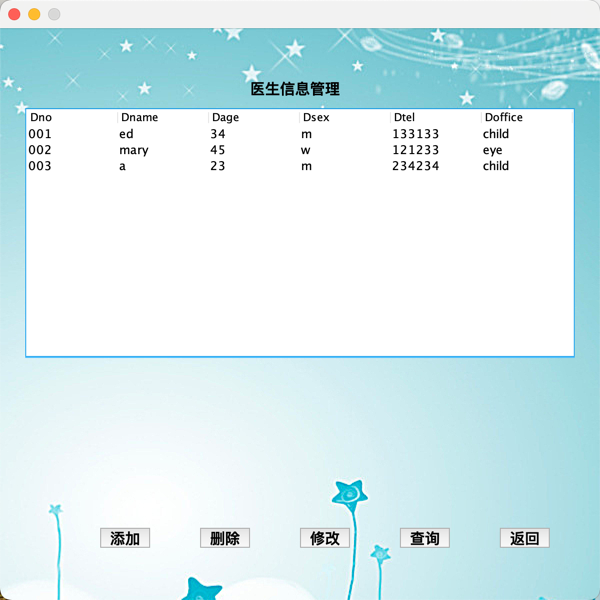 医生信息管理
Dno Dname Dage Dsex Dtel Doffice
001 ed 34 m 133133 child
002 mary 45 w 121233 eye
003 a 23 m 234234 child
添加 删除 修改 查询 返回